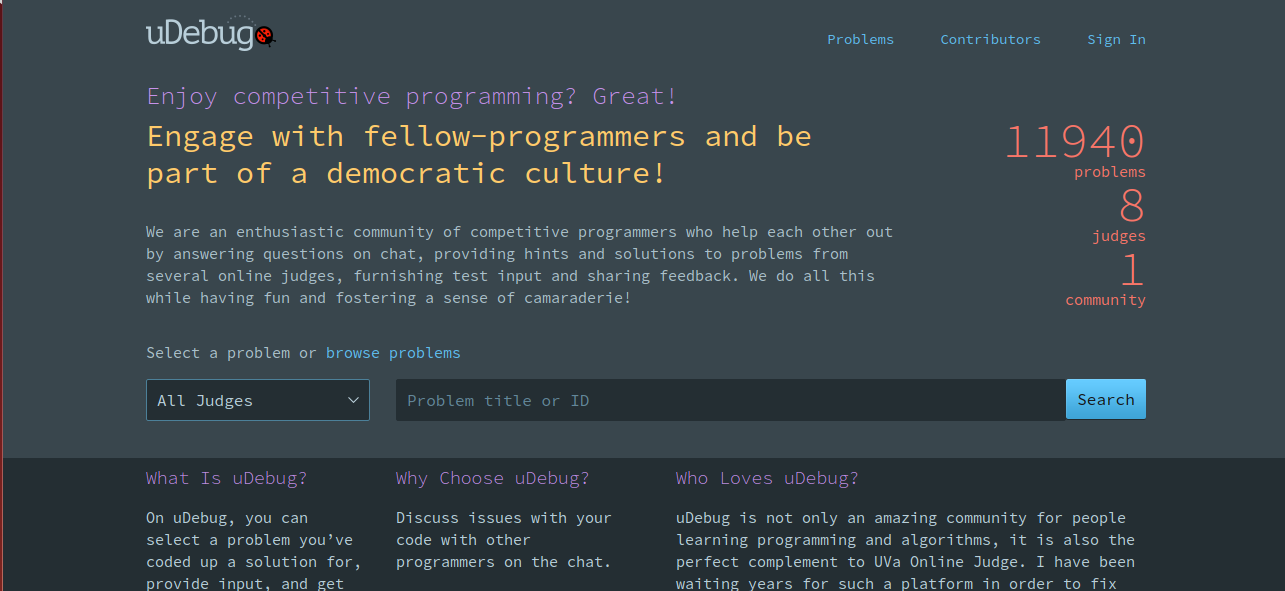 uDebug
Problems Contributors Sign In
Enjoy competitive programming? Great!
Engage with fellow-programmers and be
part of a democratic culture!
11940
problems
8
judges
1
community
We are an enthusiastic community of competitive programmers who help each other out
by answering questions on chat, providing hints and solutions to problems from
several online judges, furnishing test input and sharing feedback. We do all this
while having fun and fostering a sense of camaraderie!
Select a problem or browse problems
All Judges
Problem title or ID
Search
What Is uDebug?
On uDebug, you can
select a problem you’ve
coded up a solution for,
provide input, and get
Why Choose uDebug?
Discuss issues with your
code with other
programmers on the chat.
Who Loves uDebug?
uDebug is not only an amazing community for people
learning programming and algorithms, it is also the
perfect complement to UVa Online Judge. I have been
waiting years for such a platform in order to fix